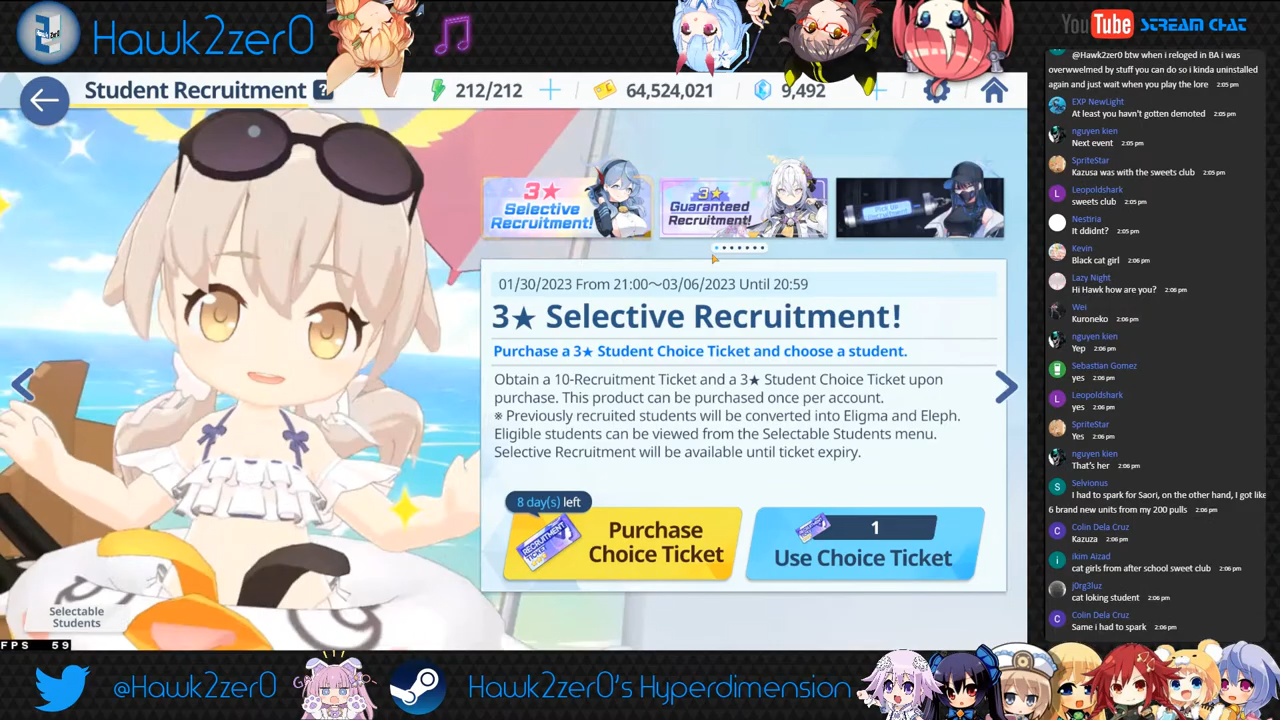 Hawk2zer0
You Tube STREAM CHAT
Student Recruitment ?
212/212
64,524,021
9,492
3★
Selective
Recruitment!
3★
Guaranteed
Recruitment!
01/30/2023 From 21:00～03/06/2023 Until 20:59
3★ Selective Recruitment!
Purchase a 3★ Student Choice Ticket and choose a student.
Obtain a 10-Recruitment Ticket and a 3★ Student Choice Ticket upon
purchase. This product can be purchased once per account.
※ Previously recruited students will be converted into Eligma and Eleph.
Eligible students can be viewed from the Selectable Students menu.
Selective Recruitment will be available until ticket expiry.
8 day(s) left
RECRUITMENT
TICKET
Purchase
Choice Ticket
1
Use Choice Ticket
Selectable
Students
FPS 59
@Hawk2zer0 btw when i reloged in BA i was
overwwelmed by stuff you can do so i kinda uninstalled
again and just wait when you play the lore 2:05 pm
EXP NewLight
At least you havn't gotten demoted 2:05 pm
nguyen kien
Next event 2:05 pm
SpriteStar
Kazusa was with the sweets club 2:05 pm
L Leopoldshark
sweets club 2:05 pm
Nestiria
It ddidnt? 2:05 pm
Kevin
Black cat girl 2:06 pm
Lazy Night
Hi Hawk how are you? 2:06 pm
Wei
Kuroneko 2:06 pm
nguyen kien
Yep 2:06 pm
Sebastian Gomez
yes 2:06 pm
L Leopoldshark
yes 2:06 pm
SpriteStar
Yes 2:06 pm
nguyen kien
That's her 2:06 pm
S Selvionus
I had to spark for Saori, on the other hand, I got like
6 brand new units from my 200 pulls 2:06 pm
C Colin Dela Cruz
Kazuza 2:06 pm
i ikim Aizad
cat girls from after school sweet club 2:06 pm
j0rg3luz
cat loking student 2:06 pm
C Colin Dela Cruz
Same i had to spark 2:06 pm
@Hawk2zer0
Hawk2zer0's Hyperdimension